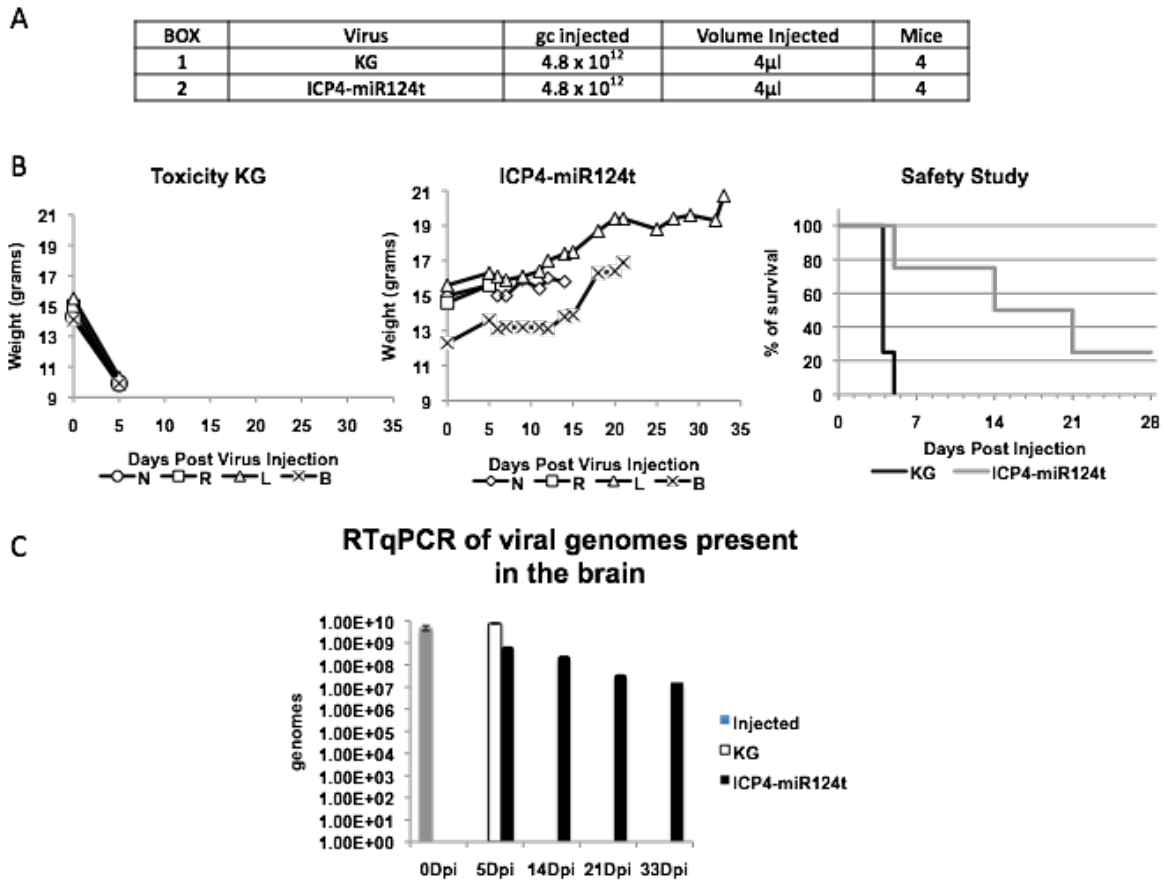 A
BOX Virus gc injected Volume Injected Mice
1 KG 4.8 x 10¹² 4µl 4
2 ICP4-miR124t 4.8 x 10¹² 4µl 4
B
Toxicity KG
Weight (grams)
21
19
17
15
13
11
9
0 5 10 15 20 25 30 35
Days Post Virus Injection
N R L B
ICP4-miR124t
Weight (grams)
21
19
17
15
13
11
9
0 5 10 15 20 25 30 35
Days Post Virus Injection
N R L B
Safety Study
% of survival
100
80
60
40
20
0
0 7 14 21 28
Days Post Injection
KG ICP4-miR124t
C
RTqPCR of viral genomes present
in the brain
genomes
1.00E+10
1.00E+09
1.00E+08
1.00E+07
1.00E+06
1.00E+05
1.00E+04
1.00E+03
1.00E+02
1.00E+01
1.00E+00
0Dpi 5Dpi 14Dpi 21Dpi 33Dpi
Injected
KG
ICP4-miR124t